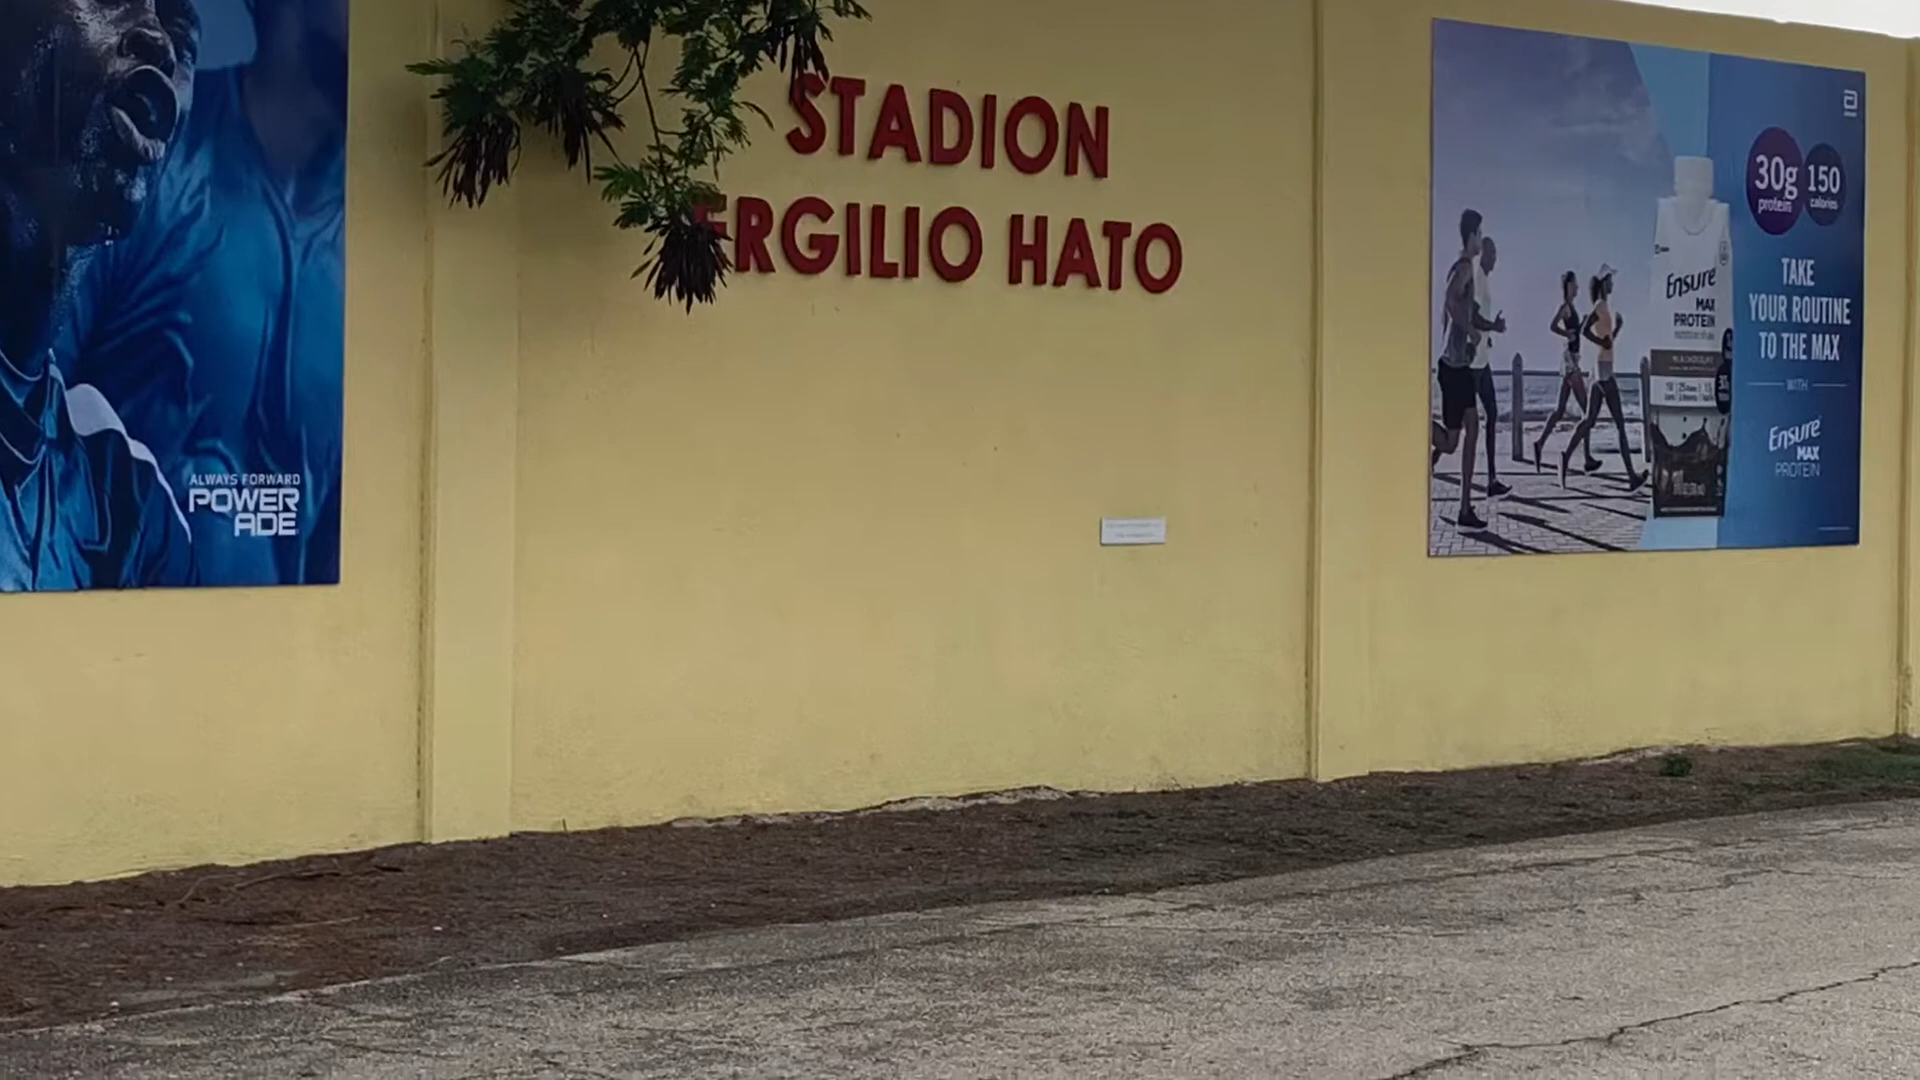 ALWAYS FORWARD
POWER
ADE
STADION
ERGILIO HATO
30g
protein
150
calories
Ensure
MAX
PROTEIN
TAKE
YOUR ROUTINE
TO THE MAX
WITH
Ensure
MAX
PROTEIN